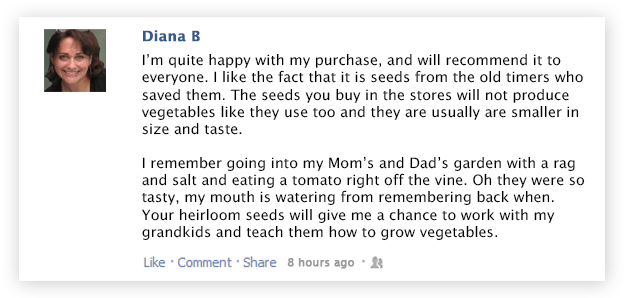 Diana B
I'm quite happy with my purchase, and will recommend it to
everyone. I like the fact that it is seeds from the old timers who
saved them. The seeds you buy in the stores will not produce
vegetables like they use too and they are usually are smaller in
size and taste.
I remember going into my Mom's and Dad's garden with a rag
and salt and eating a tomato right off the vine. Oh they were so
tasty, my mouth is watering from remembering back when.
Your heirloom seeds will give me a chance to work with my
grandkids and teach them how to grow vegetables.
Like · Comment · Share 8 hours ago ·